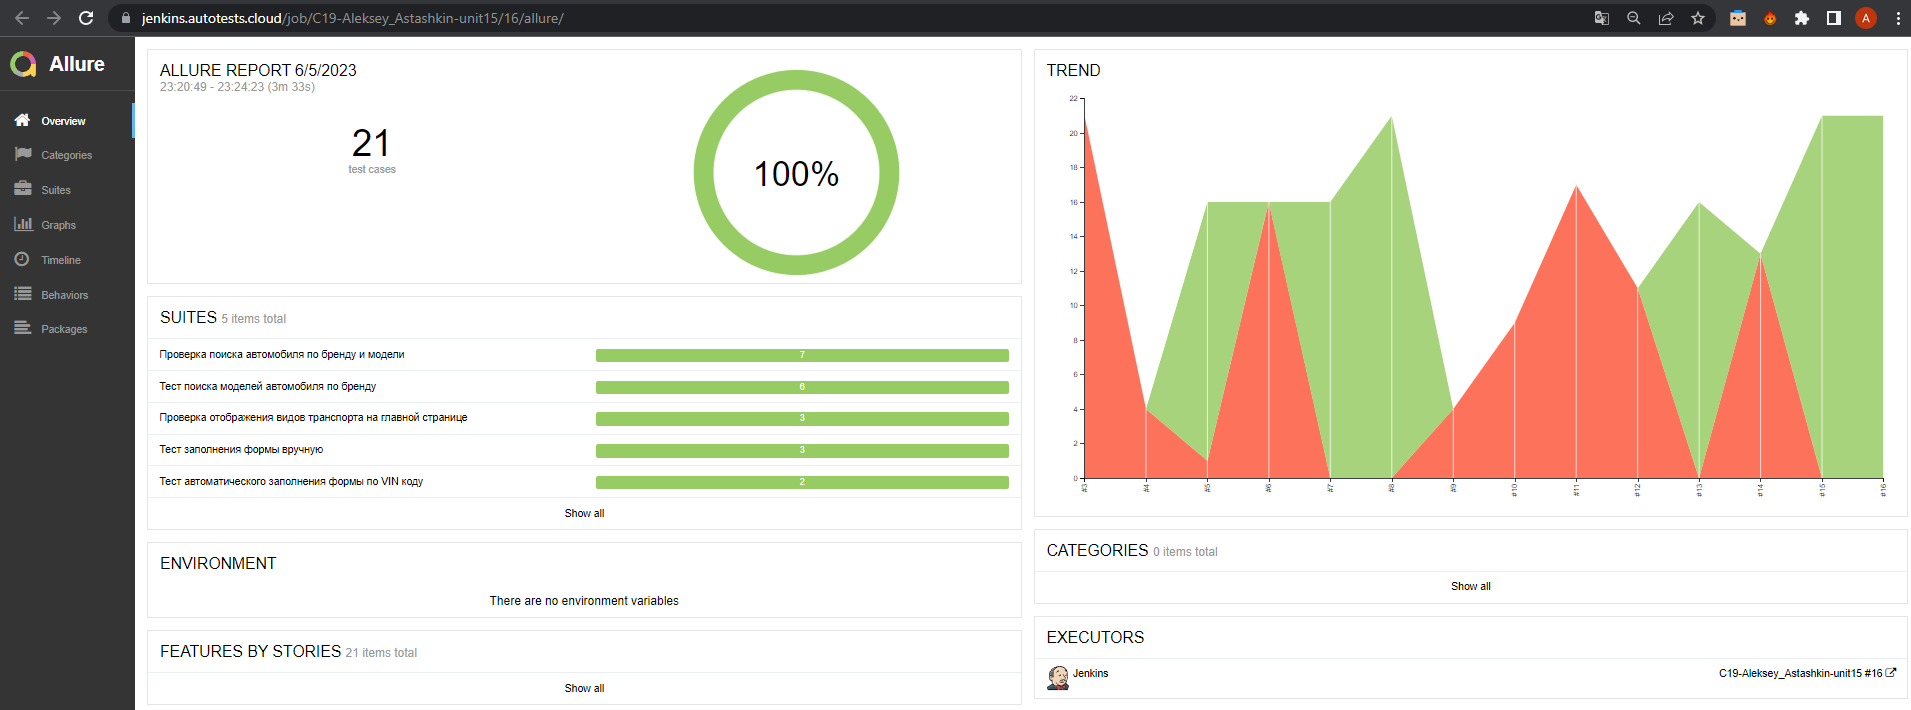 jenkins.autotests.cloud/job/C19-Aleksey_Astashkin-unit15/16/allure/
A
Allure
Overview
Categories
Suites
Graphs
Timeline
Behaviors
Packages
ALLURE REPORT 6/5/2023
23:20:49 - 23:24:23 (3m 33s)
21
test cases
100%
SUITES 5 items total
Проверка поиска автомобиля по бренду и модели 7
Тест поиска моделей автомобиля по бренду 6
Проверка отображения видов транспорта на главной странице 3
Тест заполнения формы вручную 3
Тест автоматического заполнения формы по VIN коду 2
Show all
ENVIRONMENT
There are no environment variables
FEATURES BY STORIES 21 items total
Show all
TREND
22
20
18
16
14
12
10
8
6
4
2
0
#3 #4 #5 #6 #7 #8 #9 #10 #11 #12 #13 #14 #15 #16
CATEGORIES 0 items total
Show all
EXECUTORS
Jenkins C19-Aleksey_Astashkin-unit15 #16